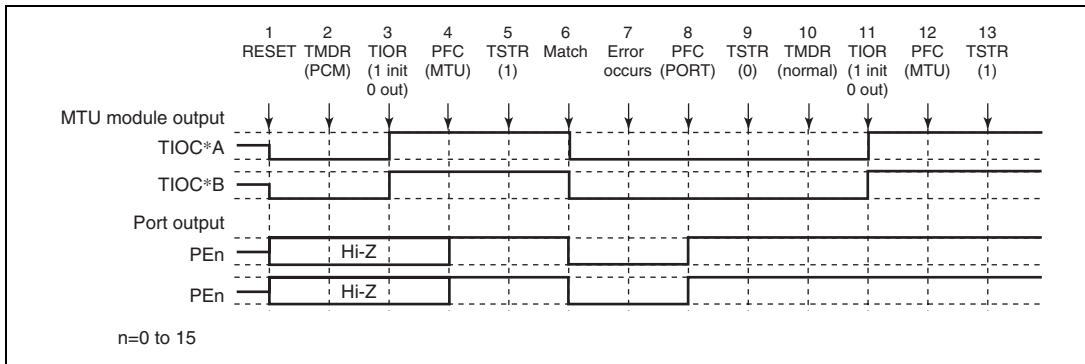 1 2 3 4 5 6 7 8 9 10 11 12 13
RESET TMDR TIOR PFC TSTR Match Error PFC TSTR TMDR TIOR PFC TSTR
(PCM) (1 init (MTU) (1) occurs (PORT) (0) (normal) (1 init (MTU) (1)
0 out) 0 out)
MTU module output
TIOC*A
TIOC*B
Port output
PEn Hi-Z
PEn Hi-Z
n=0 to 15